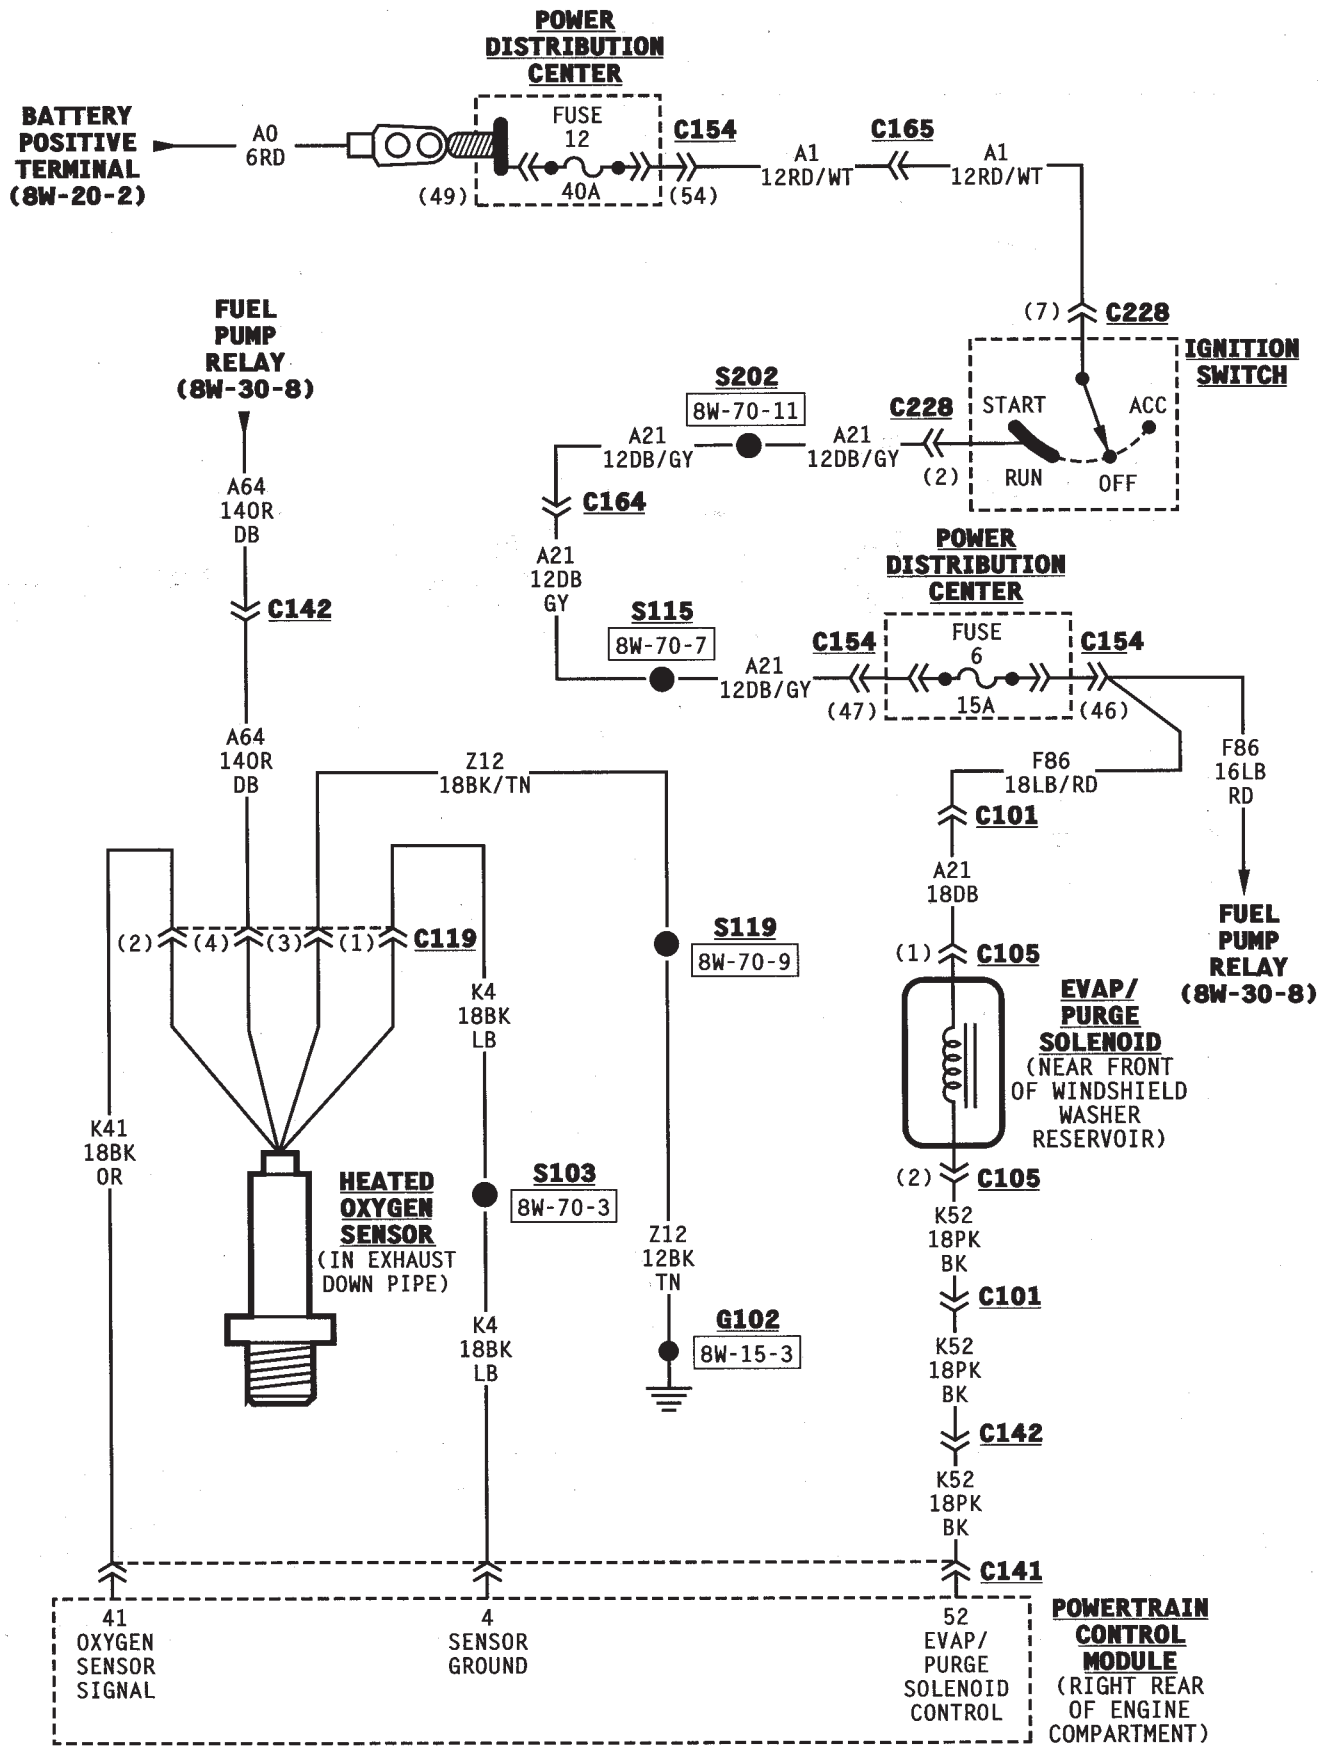 POWER
DISTRIBUTION
CENTER
BATTERY
POSITIVE
TERMINAL
(8W-20-2)
A0
6RD
(49)
FUSE
12
40A
C154
(54)
A1
12RD/WT
C165
A1
12RD/WT
(7)
C228
IGNITION
SWITCH
START
ACC
RUN
OFF
C228
(2)
S202
8W-70-11
A21
12DB/GY
A21
12DB/GY
C164
A21
12DB
GY
S115
8W-70-7
A21
12DB/GY
C154
(47)
POWER
DISTRIBUTION
CENTER
FUSE
6
15A
C154
(46)
F86
18LB/RD
F86
16LB
RD
FUEL
PUMP
RELAY
(8W-30-8)
C101
A21
18DB
(1)
C105
EVAP/
PURGE
SOLENOID
(NEAR FRONT
OF WINDSHIELD
WASHER
RESERVOIR)
(2)
C105
K52
18PK
BK
C101
K52
18PK
BK
C142
K52
18PK
BK
C141
FUEL
PUMP
RELAY
(8W-30-8)
A64
14OR
DB
C142
A64
14OR
DB
Z12
18BK/TN
(2)
(4)
(3)
(1)
C119
S119
8W-70-9
K4
18BK
LB
K41
18BK
OR
HEATED
OXYGEN
SENSOR
(IN EXHAUST
DOWN PIPE)
S103
8W-70-3
Z12
12BK
TN
K4
18BK
LB
G102
8W-15-3
41
OXYGEN
SENSOR
SIGNAL
4
SENSOR
GROUND
52
EVAP/
PURGE
SOLENOID
CONTROL
POWERTRAIN
CONTROL
MODULE
(RIGHT REAR
OF ENGINE
COMPARTMENT)